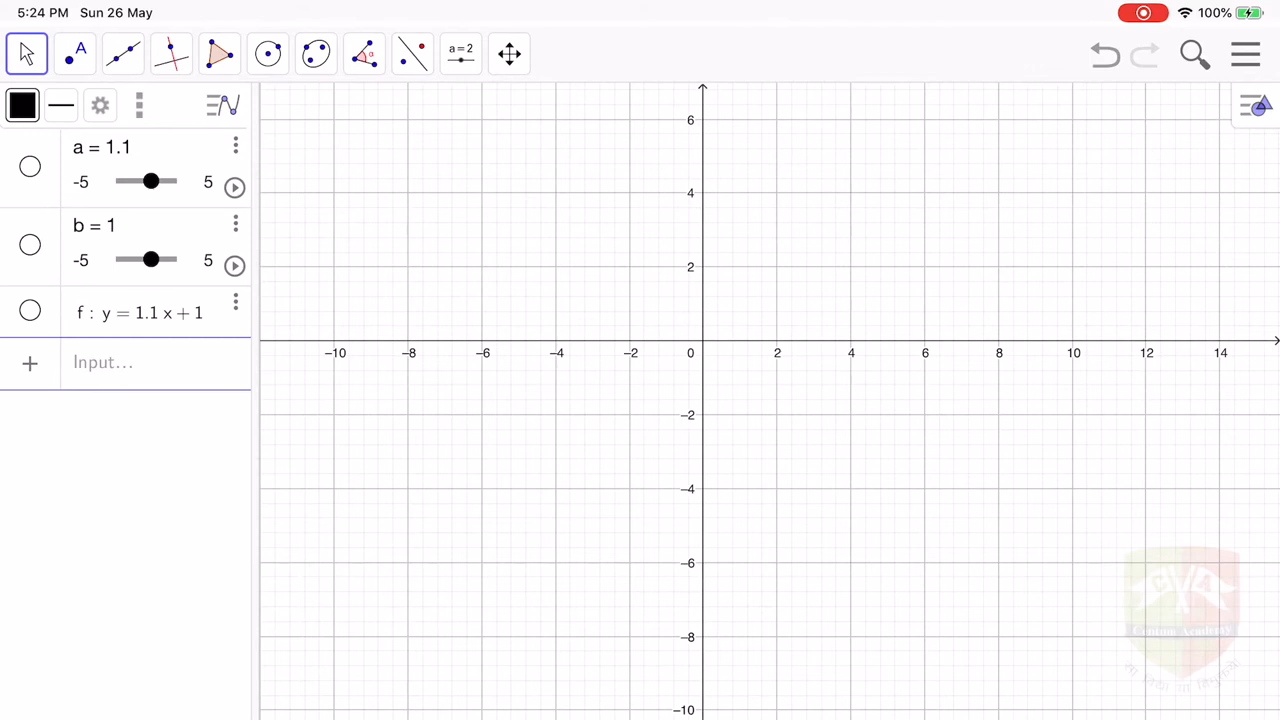 5:24 PM Sun 26 May 100%
A
α
a=2
a = 1.1
-5 5
b = 1
-5 5
f : y = 1.1 x + 1
+ Input...
6
4
2
−10 −8 −6 −4 −2 0 2 4 6 8 10 12 14
−2
−4
−6
−8
−10
Centum Academy